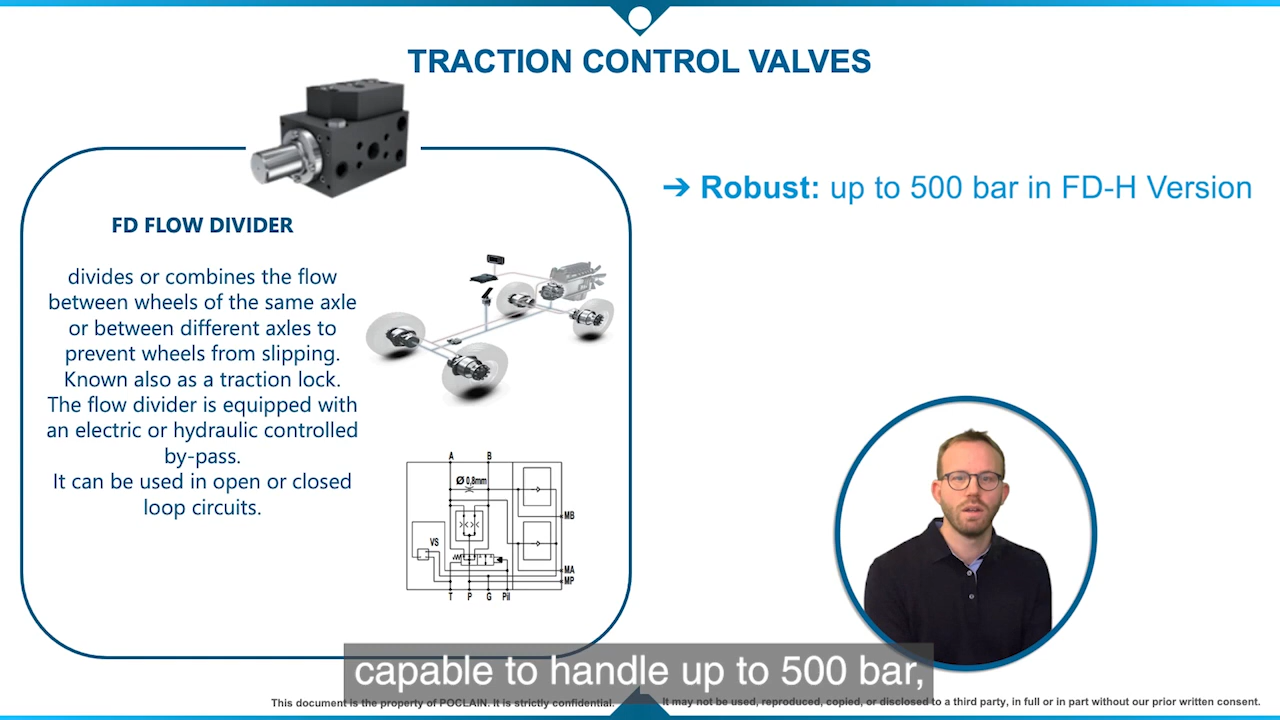 TRACTION CONTROL VALVES
FD FLOW DIVIDER
divides or combines the flow
between wheels of the same axle
or between different axles to
prevent wheels from slipping.
Known also as a traction lock.
The flow divider is equipped with
an electric or hydraulic controlled
by-pass.
It can be used in open or closed
loop circuits.
➔ Robust: up to 500 bar in FD-H Version
A B
Ø 0,8mm
MB
VS
MA
MP
T P G Pil
capable to handle up to 500 bar,
This document is the property of POCLAIN. It is strictly confidential. It may not be used, reproduced, copied, or disclosed to a third party, in full or in part without our prior written consent.